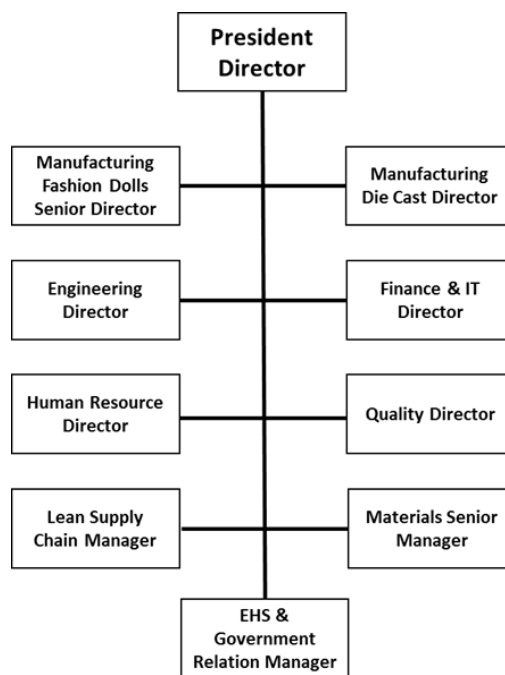 President
Director
Manufacturing
Fashion Dolls
Senior Director
Manufacturing
Die Cast Director
Engineering
Director
Finance & IT
Director
Human Resource
Director
Quality Director
Lean Supply
Chain Manager
Materials Senior
Manager
EHS &
Government
Relation Manager